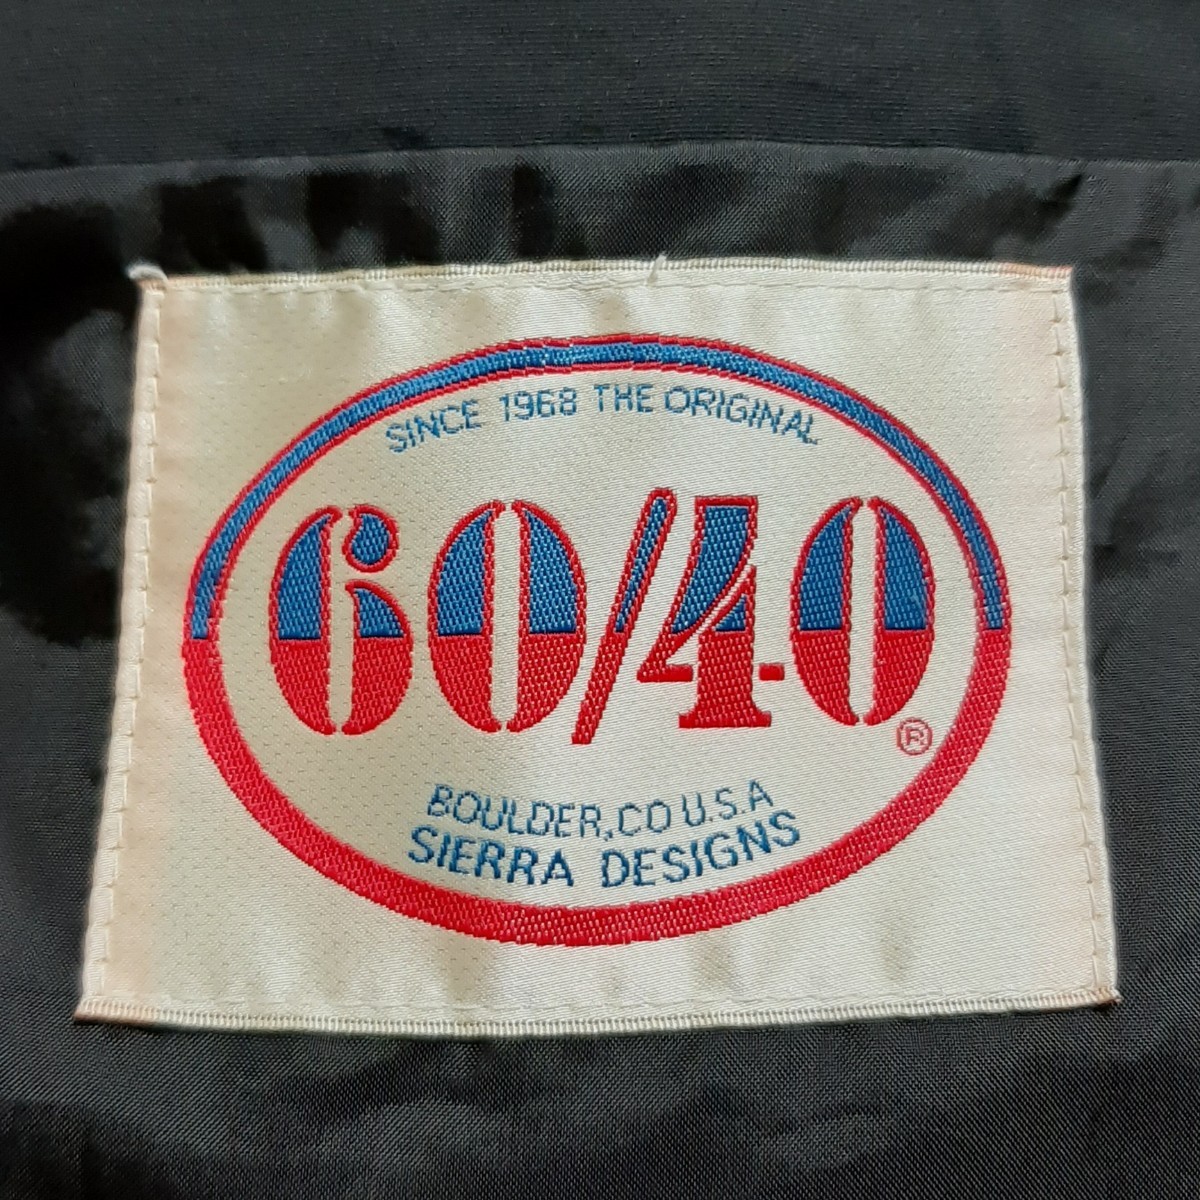 SINCE 1968 THE ORIGINAL
60/40®
BOULDER,CO U.S.A
SIERRA DESIGNS